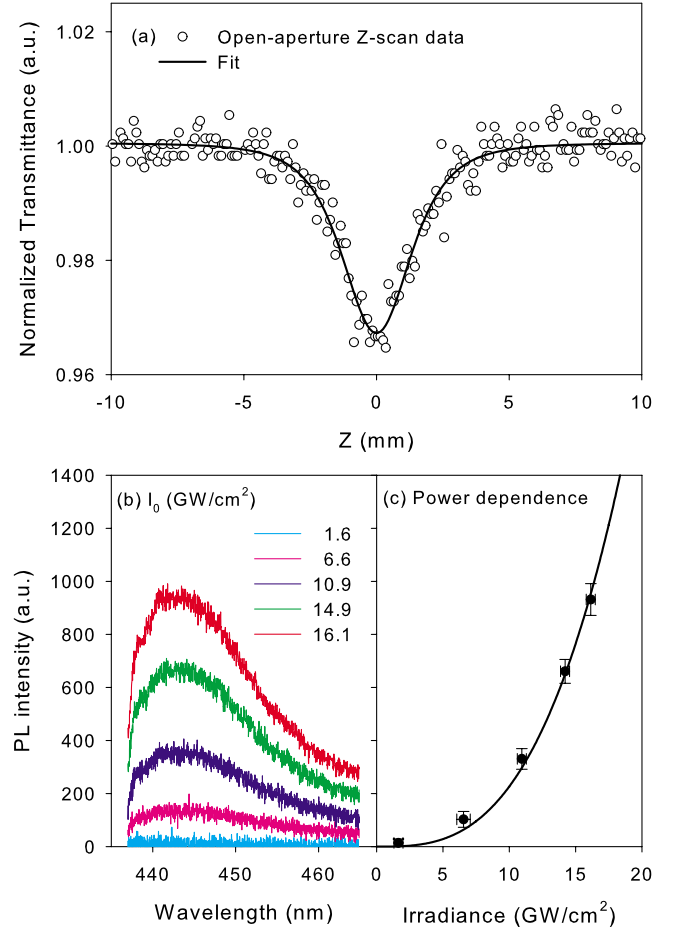 1.02
(a) Open-aperture Z-scan data
Fit
1.00
0.98
0.96
Normalized Transmittance (a.u.)
-10 -5 0 5 10
Z (mm)
1400
1200
1000
800
600
400
200
0
PL intensity (a.u.)
(b) I0 (GW/cm2)
1.6
6.6
10.9
14.9
16.1
440 450 460
Wavelength (nm)
(c) Power dependence
0 5 10 15 20
Irradiance (GW/cm2)